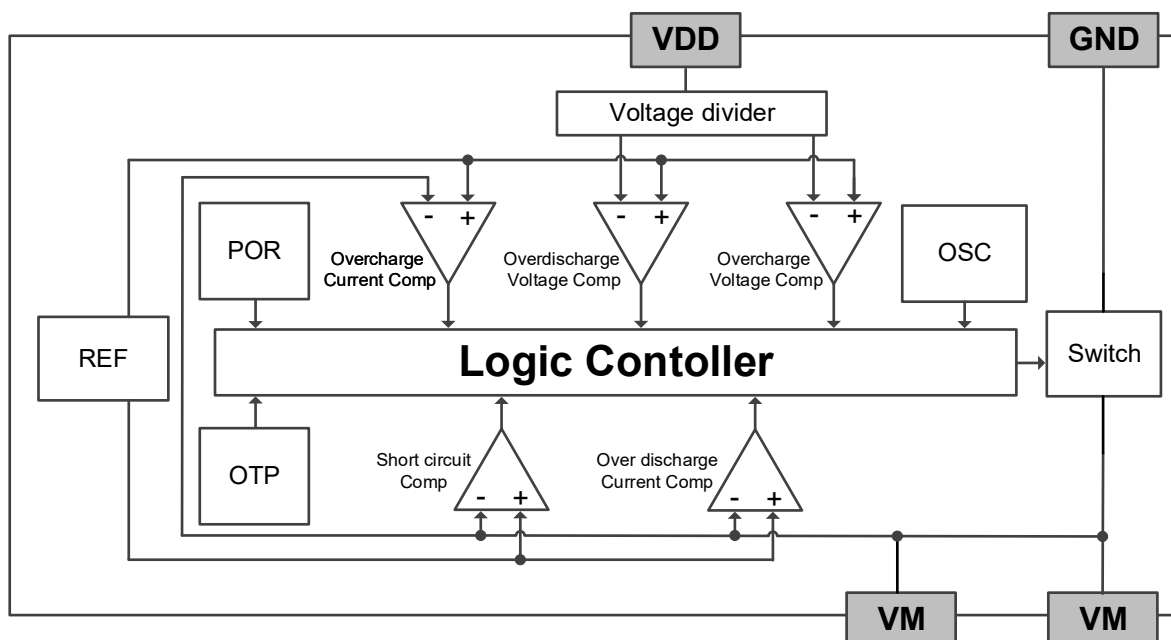 VDD
GND
Voltage divider
- +
- +
- +
POR
Overcharge
Current Comp
Overdischarge
Voltage Comp
Overcharge
Voltage Comp
OSC
REF
Logic Contoller
Switch
OTP
Short circuit
Comp
Over discharge
Current Comp
- +
- +
VM
VM